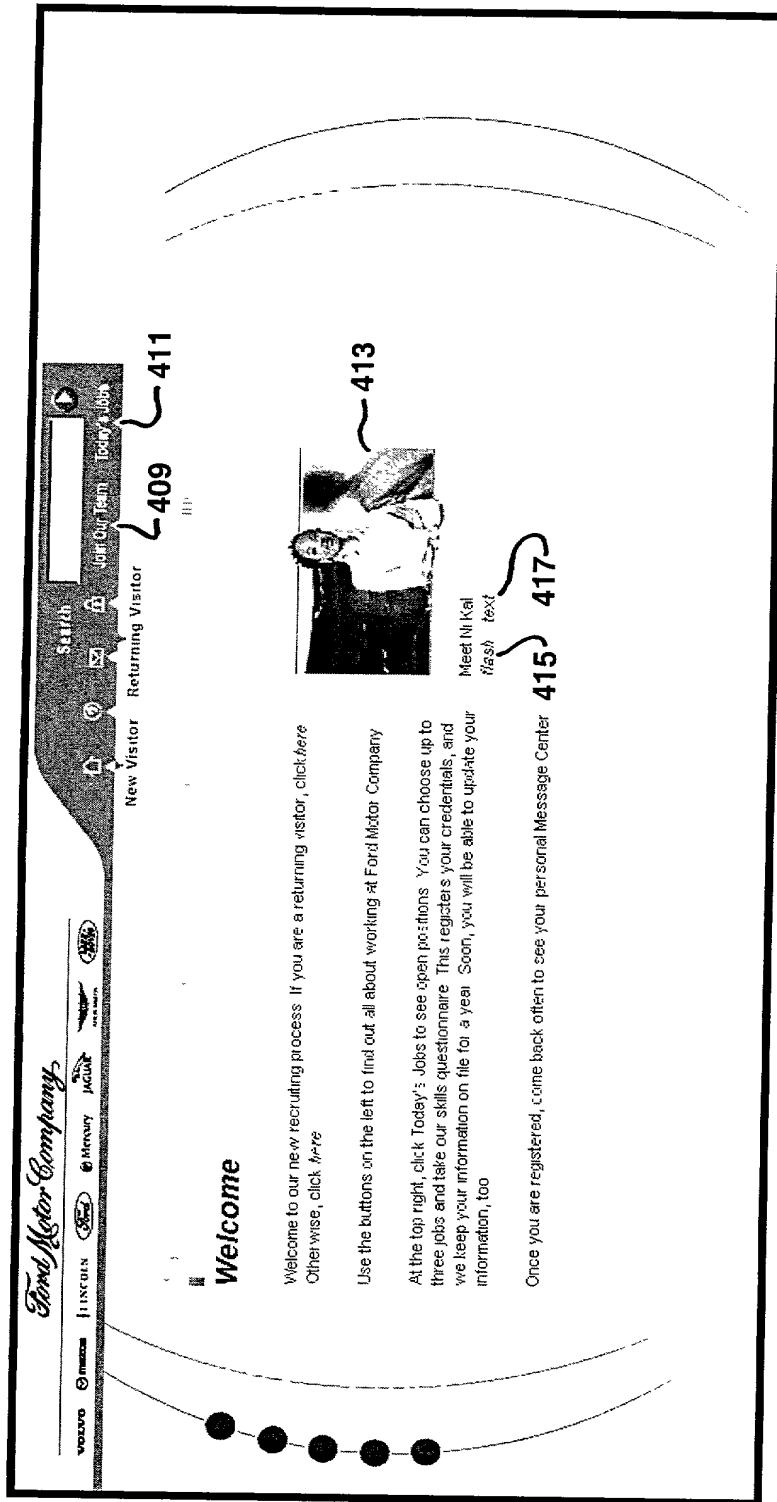 Ford Motor Company
VOLVO mazda LINCOLN Ford Mercury JAGUAR
Search
Join Our Team Today's Jobs
New Visitor Returning Visitor
409
411
Welcome
Welcome to our new recruiting process If you are a returning visitor, click here
Otherwise, click here
Use the buttons on the left to find out all about working at Ford Motor Company
At the top right, click Today's Jobs to see open positions You can choose up to
three jobs and take our skills questionnaire This registers your credentials, and
we keep your information on file for a year Soon, you will be able to update your
information, too
Once you are registered, come back often to see your personal Message Center
413
Meet Ni Kal
flash text
415
417